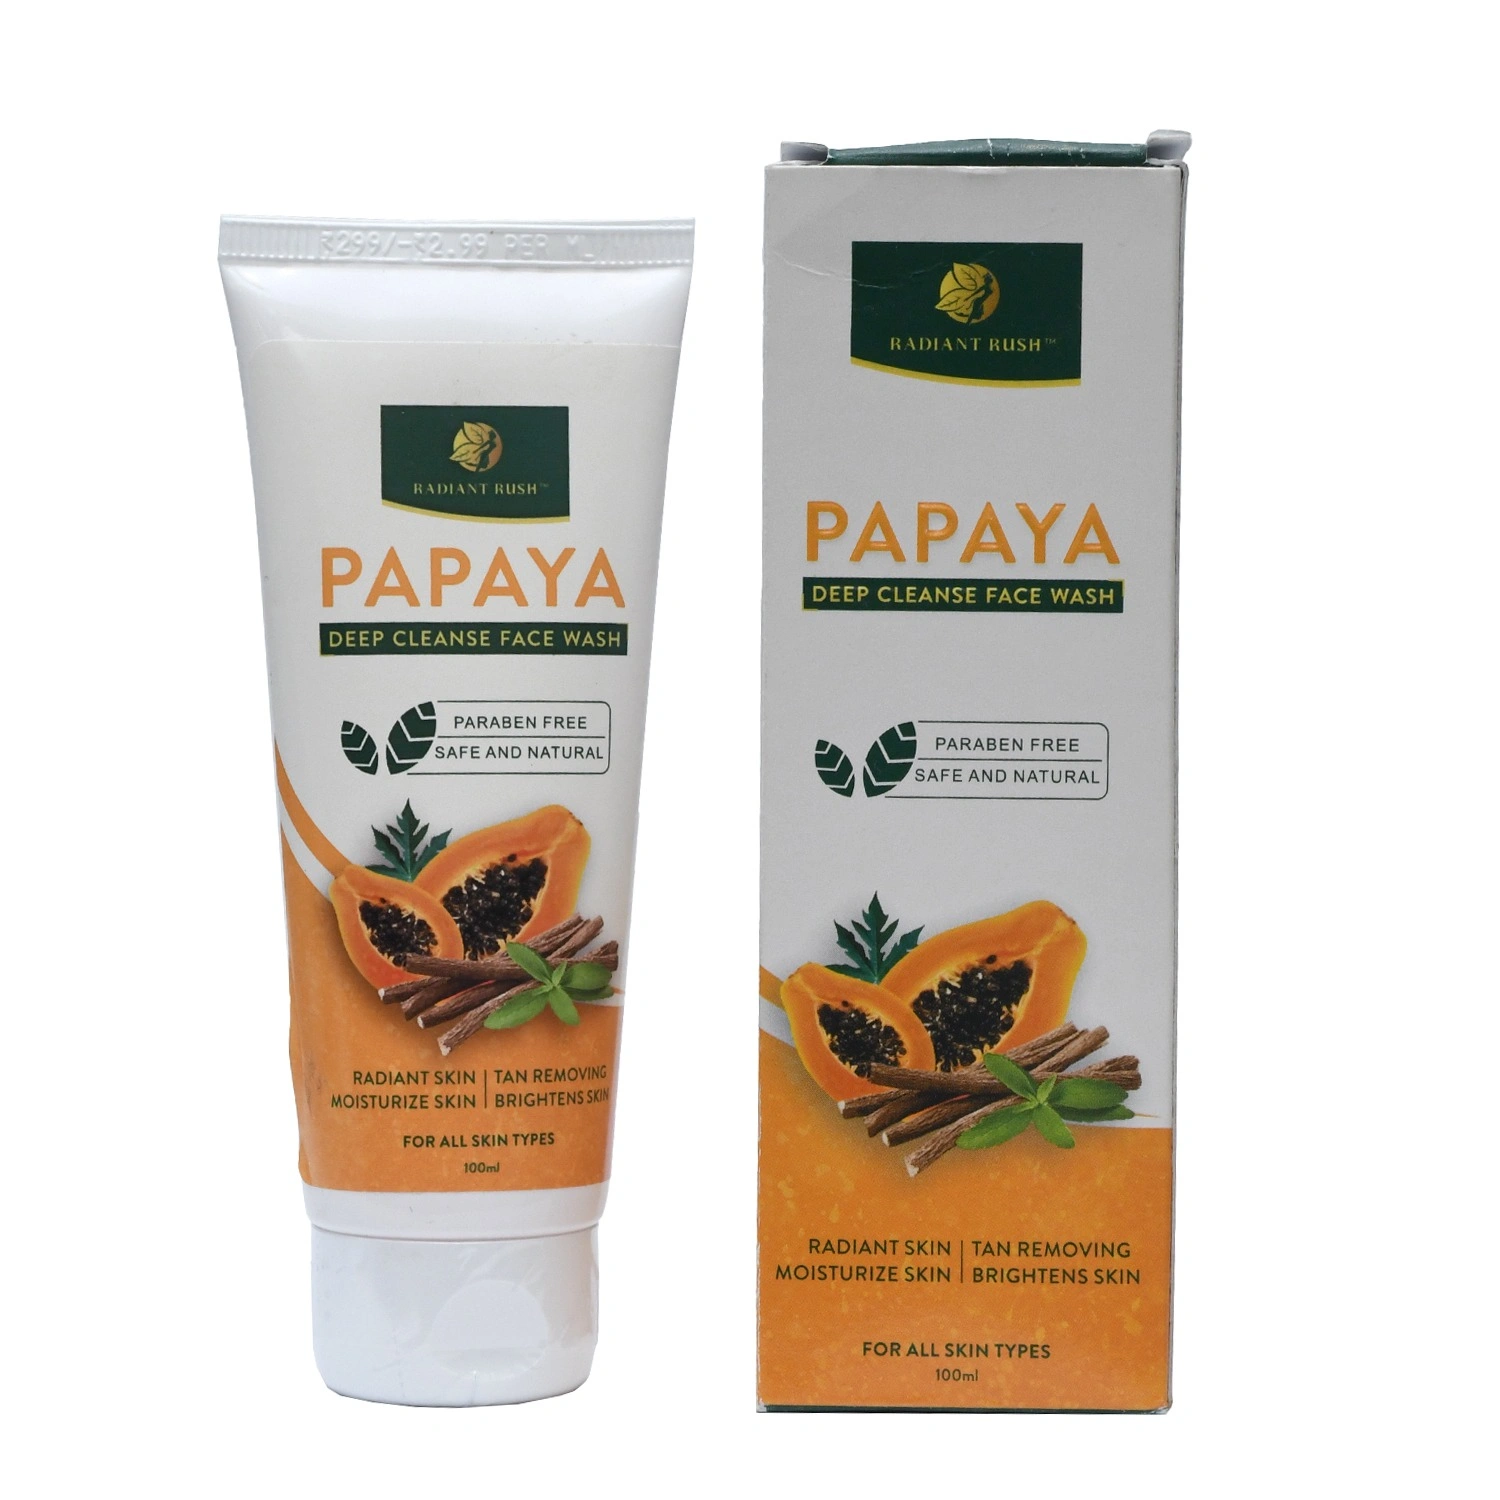 ₹299/-₹2.99 PER ML
RADIANT RUSH™
PAPAYA
DEEP CLEANSE FACE WASH
PARABEN FREE
SAFE AND NATURAL
RADIANT SKIN | TAN REMOVING
MOISTURIZE SKIN | BRIGHTENS SKIN
FOR ALL SKIN TYPES
100ml
RADIANT RUSH™
PAPAYA
DEEP CLEANSE FACE WASH
PARABEN FREE
SAFE AND NATURAL
RADIANT SKIN | TAN REMOVING
MOISTURIZE SKIN | BRIGHTENS SKIN
FOR ALL SKIN TYPES
100ml